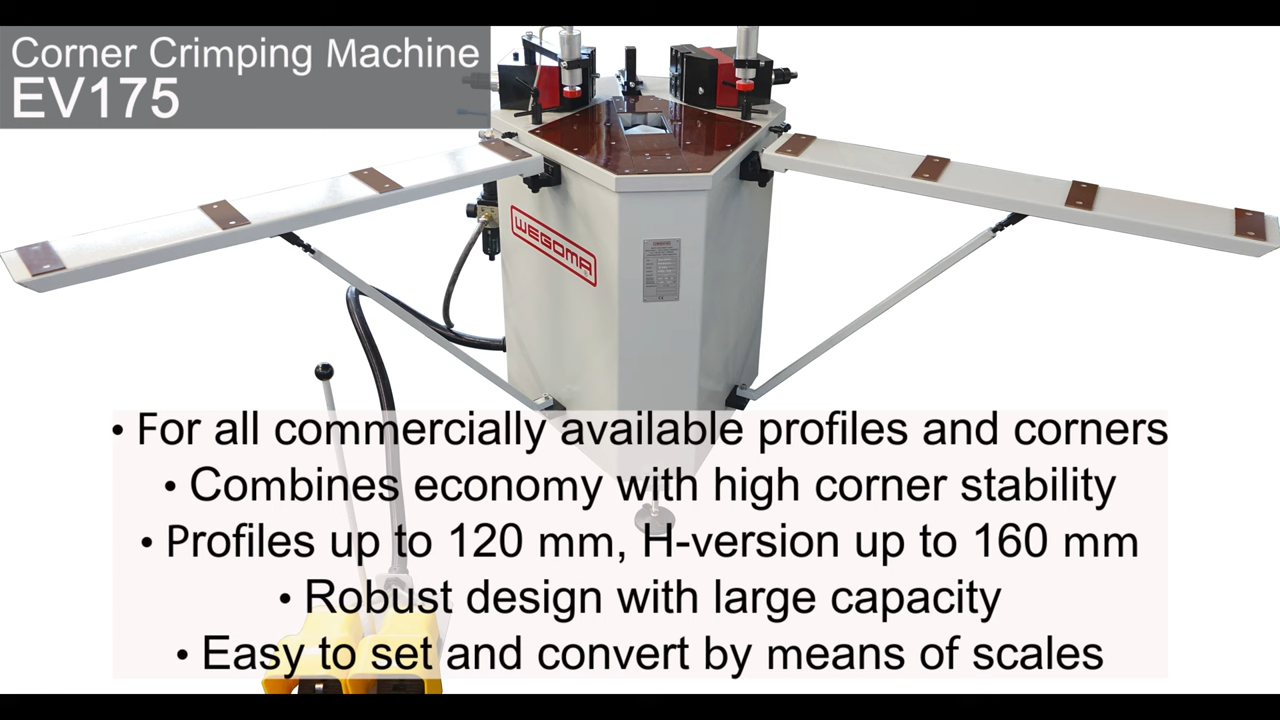 Corner Crimping Machine
EV175
WEGOMA
• For all commercially available profiles and corners
• Combines economy with high corner stability
• Profiles up to 120 mm, H-version up to 160 mm
• Robust design with large capacity
• Easy to set and convert by means of scales